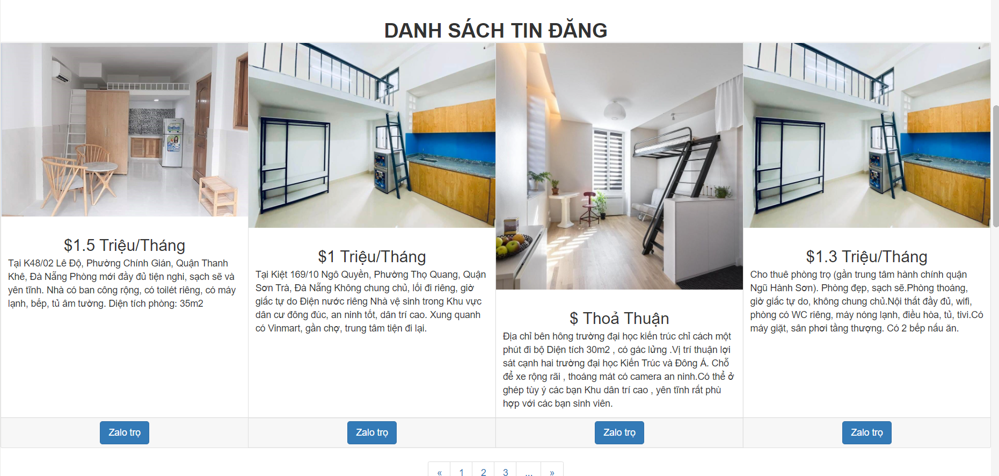 DANH SÁCH TIN ĐĂNG
$1.5 Triệu/Tháng
Tại K48/02 Lê Độ, Phường Chính Gián, Quận Thanh
Khê, Đà Nẵng Phòng mới đầy đủ tiện nghi, sạch sẽ và
yên tĩnh. Nhà có ban công rộng, có toilét riêng, có máy
lạnh, bếp, tủ âm tường. Diện tích phòng: 35m2
Zalo trọ
$1 Triệu/Tháng
Tại Kiệt 169/10 Ngô Quyền, Phường Thọ Quang, Quận
Sơn Trà, Đà Nẵng Không chung chủ, lối đi riêng, giờ
giấc tự do Điện nước riêng Nhà vệ sinh trong Khu vực
dân cư đông đúc, an ninh tốt, dân trí cao. Xung quanh
có Vinmart, gần chợ, trung tâm tiện đi lại.
Zalo trọ
$ Thoả Thuận
Địa chỉ bên hông trường đại học kiến trúc chỉ cách một
phút đi bộ Diện tích 30m2 , có gác lửng .Vị trí thuận lợi
sát cạnh hai trường đại học Kiến Trúc và Đông Á. Chỗ
để xe rộng rãi , thoáng mát có camera an ninh.Có thể ở
ghép tùy ý các bạn Khu dân trí cao , yên tĩnh rất phù
hợp với các bạn sinh viên.
Zalo trọ
$1.3 Triệu/Tháng
Cho thuê phòng trọ (gần trung tâm hành chính quận
Ngũ Hành Sơn). Phòng đẹp, sạch sẽ.Phòng thoáng,
giờ giấc tự do, không chung chủ.Nội thất đầy đủ, wifi,
phòng có WC riêng, máy nóng lạnh, điều hòa, tủ, tivi.Có
máy giặt, sân phơi tầng thượng. Có 2 bếp nấu ăn.
Zalo trọ
« 1 2 3 ... »